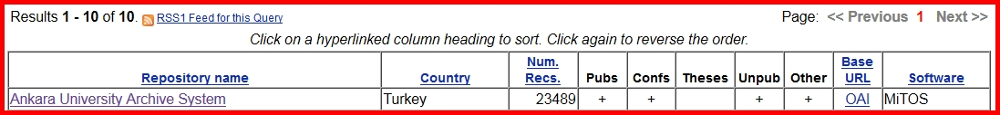 Results 1 - 10 of 10. RSS1 Feed for this Query Page: << Previous 1 Next >>
Click on a hyperlinked column heading to sort. Click again to reverse the order.
Repository name Country Num. Recs. Pubs Confs Theses Unpub Other Base URL Software
Ankara University Archive System Turkey 23489 + + + + OAI MiTOS